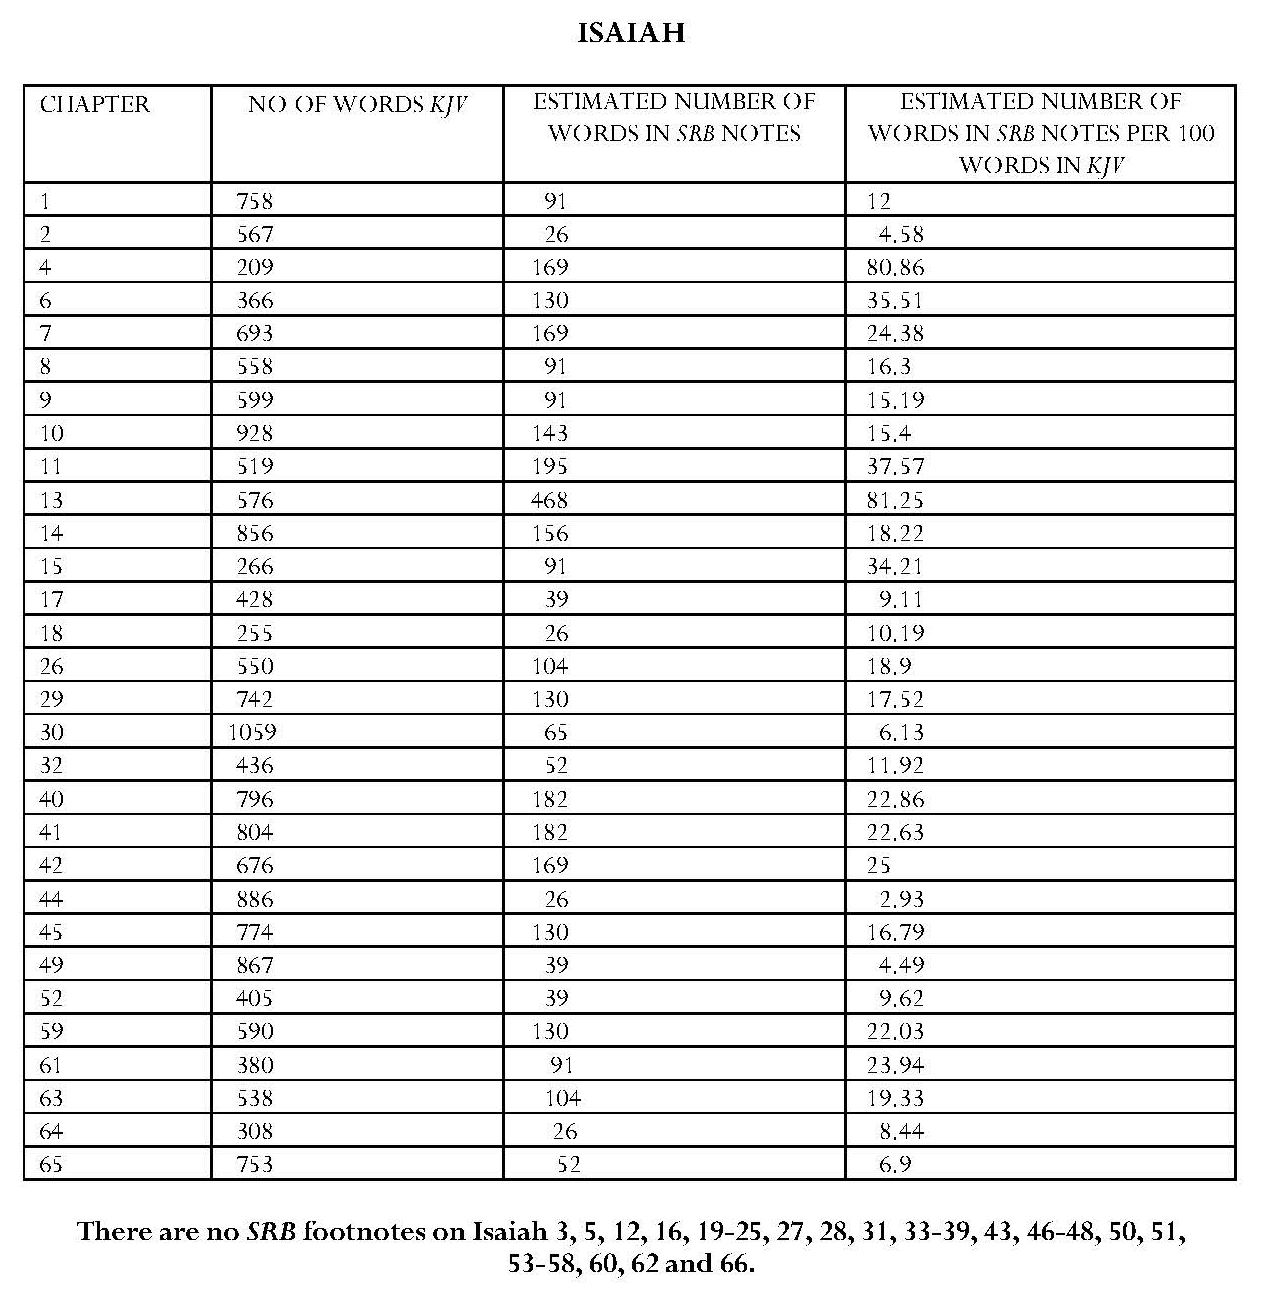 ISAIAH
CHAPTER NO OF WORDS KJV ESTIMATED NUMBER OF WORDS IN SRB NOTES ESTIMATED NUMBER OF WORDS IN SRB NOTES PER 100 WORDS IN KJV
1 758 91 12
2 567 26 4.58
4 209 169 80.86
6 366 130 35.51
7 693 169 24.38
8 558 91 16.3
9 599 91 15.19
10 928 143 15.4
11 519 195 37.57
13 576 468 81.25
14 856 156 18.22
15 266 91 34.21
17 428 39 9.11
18 255 26 10.19
26 550 104 18.9
29 742 130 17.52
30 1059 65 6.13
32 436 52 11.92
40 796 182 22.86
41 804 182 22.63
42 676 169 25
44 886 26 2.93
45 774 130 16.79
49 867 39 4.49
52 405 39 9.62
59 590 130 22.03
61 380 91 23.94
63 538 104 19.33
64 308 26 8.44
65 753 52 6.9
There are no SRB footnotes on Isaiah 3, 5, 12, 16, 19-25, 27, 28, 31, 33-39, 43, 46-48, 50, 51,
53-58, 60, 62 and 66.